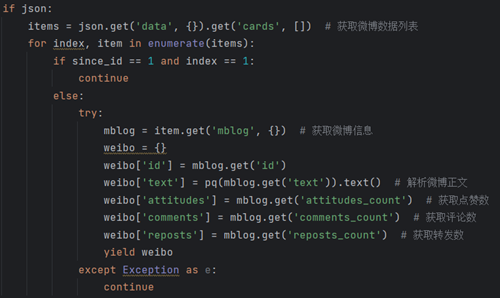 if json:
    items = json.get('data', {}).get('cards', [])  # 获取微博数据列表
    for index, item in enumerate(items):
        if since_id == 1 and index == 1:
            continue
        else:
            try:
                mblog = item.get('mblog', {})  # 获取微博信息
                weibo = {}
                weibo['id'] = mblog.get('id')
                weibo['text'] = pq(mblog.get('text')).text()  # 解析微博正文
                weibo['attitudes'] = mblog.get('attitudes_count')  # 获取点赞数
                weibo['comments'] = mblog.get('comments_count')  # 获取评论数
                weibo['reposts'] = mblog.get('reposts_count')  # 获取转发数
                yield weibo
            except Exception as e:
                continue